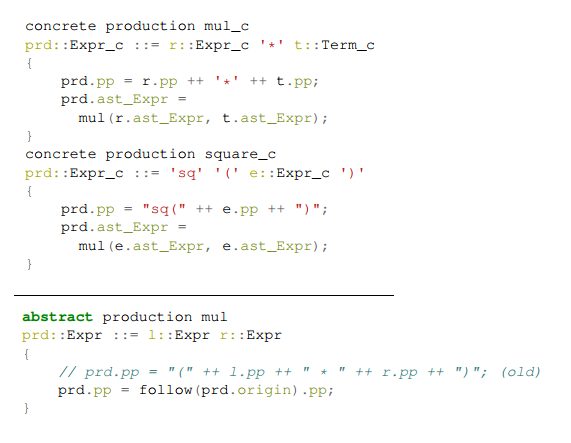 concrete production mul_c
prd::Expr_c ::= r::Expr_c '*' t::Term_c
{
prd.pp = r.pp ++ '*' ++ t.pp;
prd.ast_Expr =
mul(r.ast_Expr, t.ast_Expr);
}
concrete production square_c
prd::Expr_c ::= 'sq' '(' e::Expr_c ')'
{
prd.pp = "sq(" ++ e.pp ++ ")";
prd.ast_Expr =
mul(e.ast_Expr, e.ast_Expr);
}
abstract production mul
prd::Expr ::= l::Expr r::Expr
{
// prd.pp = "(" ++ l.pp ++ " * " ++ r.pp ++ ")"; (old)
prd.pp = follow(prd.origin).pp;
}